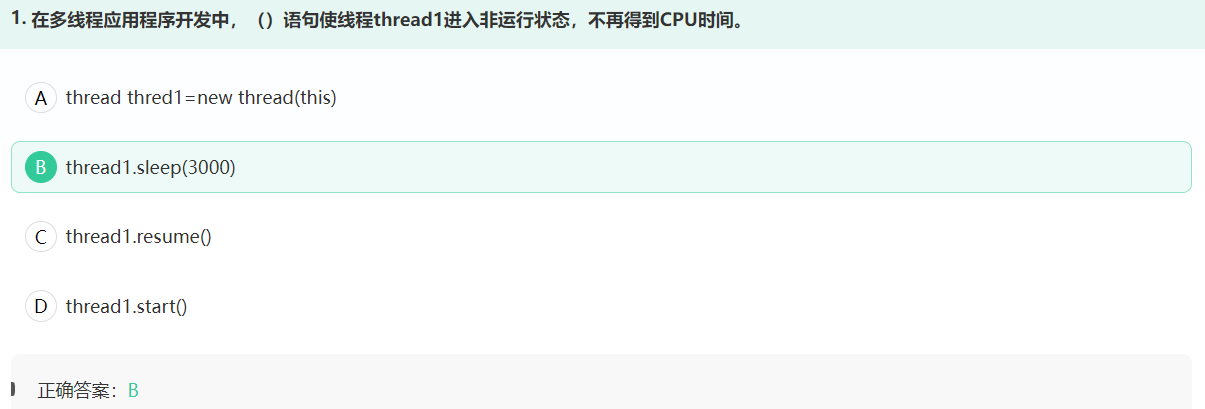 1. 在多线程应用程序开发中，（）语句使线程thread1进入非运行状态，不再得到CPU时间。
A thread thred1=new thread(this)
B thread1.sleep(3000)
C thread1.resume()
D thread1.start()
正确答案：B